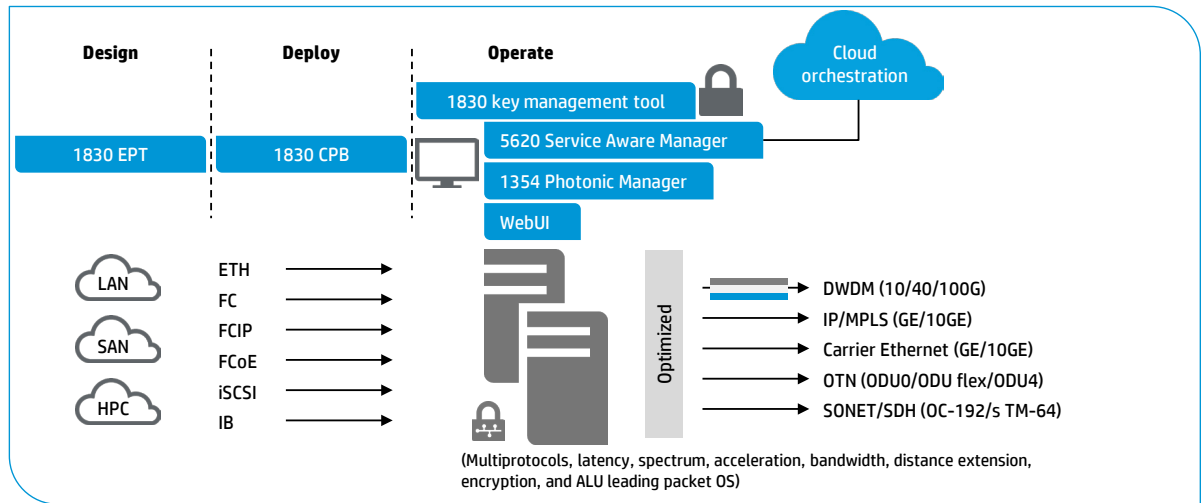 Design
Deploy
Operate
Cloud
orchestration
1830 key management tool
5620 Service Aware Manager
1830 EPT
1830 CPB
1354 Photonic Manager
WebUI
LAN
SAN
HPC
ETH
FC
FCIP
FCoE
iSCSI
IB
Optimized
DWDM (10/40/100G)
IP/MPLS (GE/10GE)
Carrier Ethernet (GE/10GE)
OTN (ODU0/ODU flex/ODU4)
SONET/SDH (OC-192/s TM-64)
(Multiprotocols, latency, spectrum, acceleration, bandwidth, distance extension,
encryption, and ALU leading packet OS)